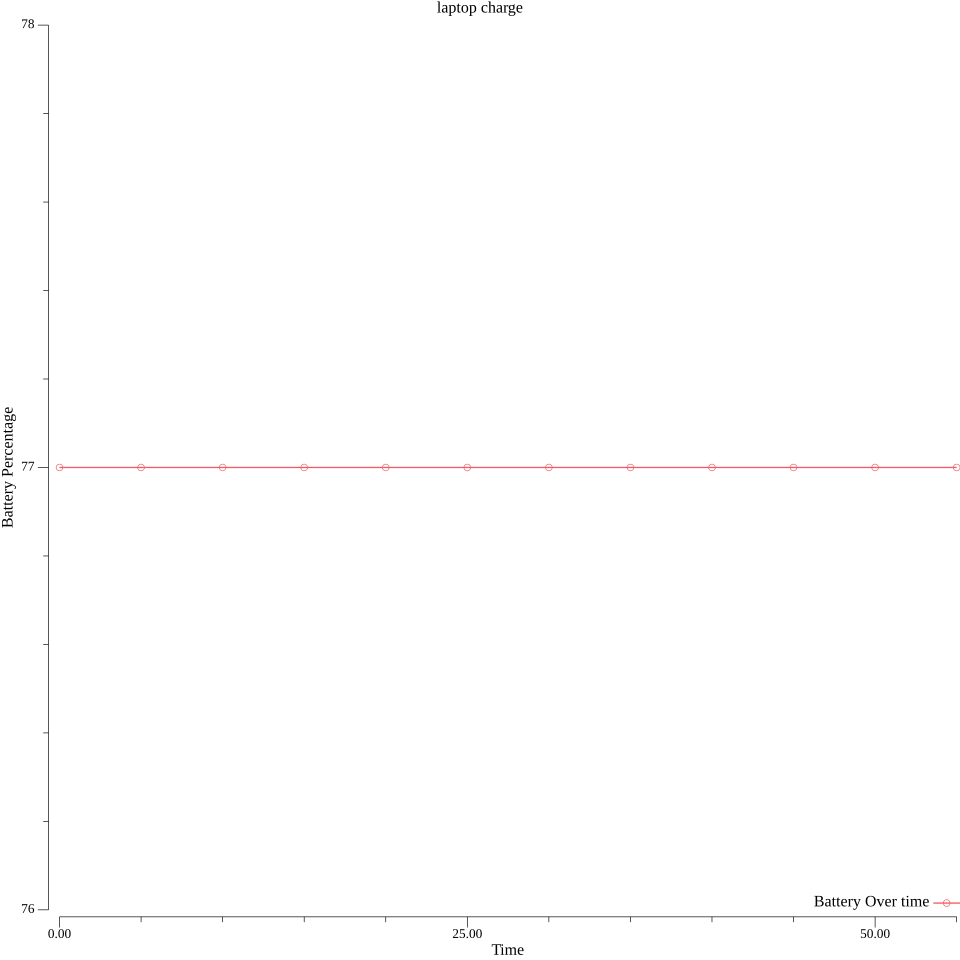 laptop charge
78
77
76
Battery Percentage
Battery Over time
0.00 25.00 50.00
Time